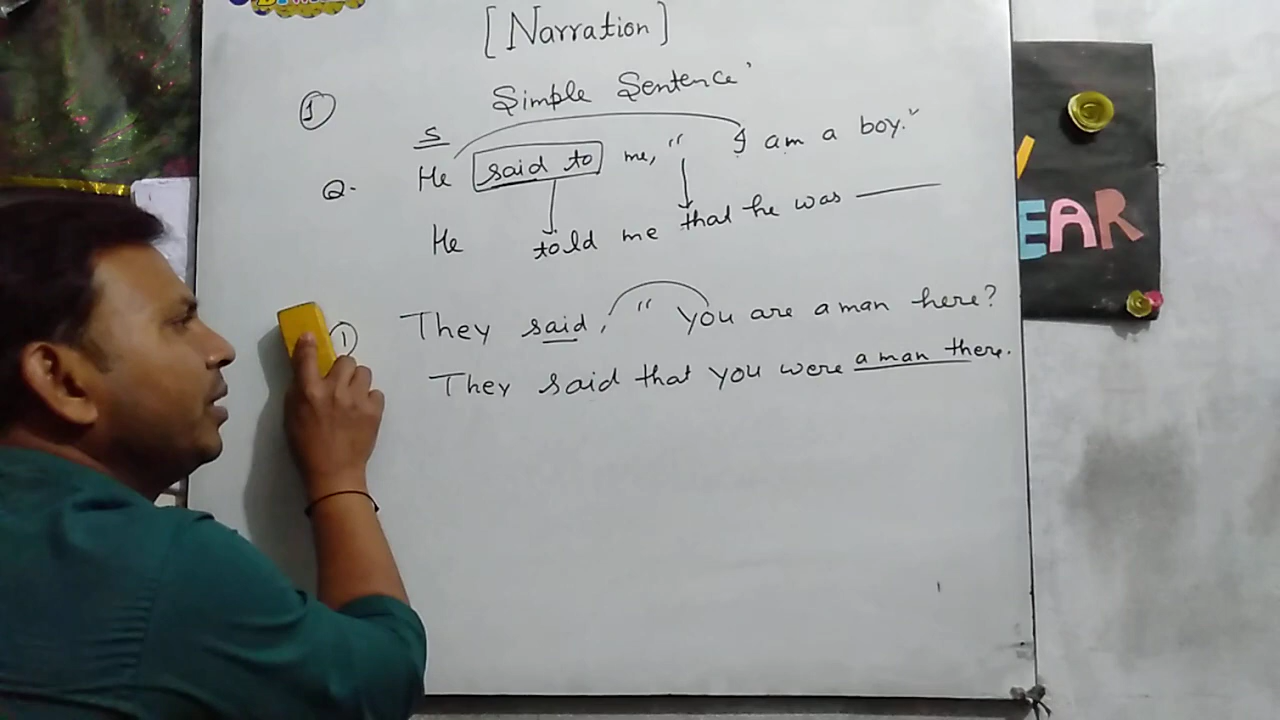 [Narration]
① Simple Sentence'
S
Q. He said to me, " I am a boy."
He told me that he was ———
① They said, " you are a man here?
They said that you were a man there.
EAR